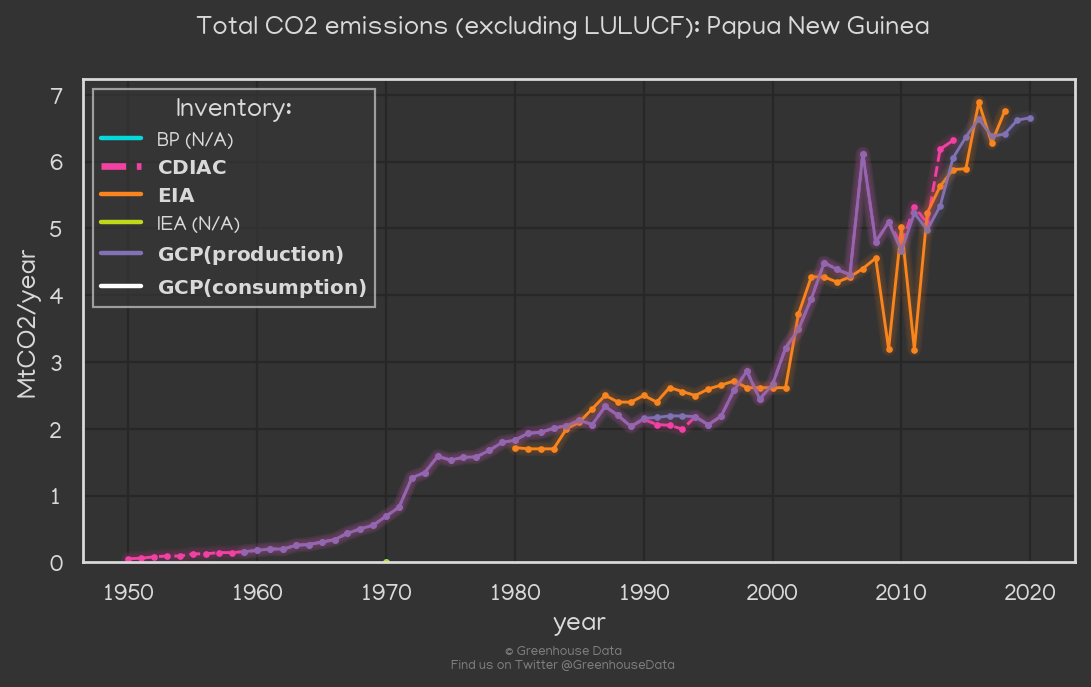 Total CO2 emissions (excluding LULUCF): Papua New Guinea
Inventory:
BP (N/A)
CDIAC
EIA
IEA (N/A)
GCP(production)
GCP(consumption)
MtCO2/year
7
6
5
4
3
2
1
0
1950 1960 1970 1980 1990 2000 2010 2020
year
© Greenhouse Data
Find us on Twitter @GreenhouseData